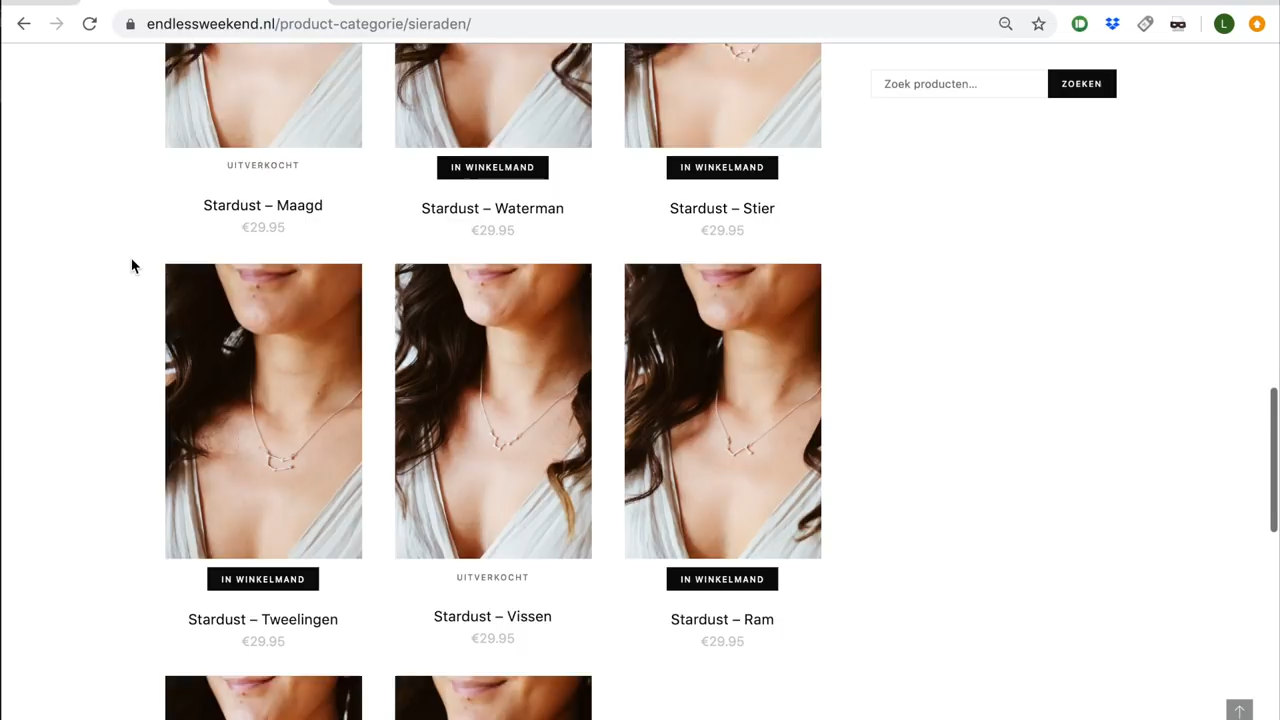 endlessweekend.nl/product-categorie/sieraden/
L
Zoek producten...
ZOEKEN
UITVERKOCHT
IN WINKELMAND
IN WINKELMAND
Stardust – Maagd
Stardust – Waterman
Stardust – Stier
€29.95
€29.95
€29.95
IN WINKELMAND
UITVERKOCHT
IN WINKELMAND
Stardust – Tweelingen
Stardust – Vissen
Stardust – Ram
€29.95
€29.95
€29.95